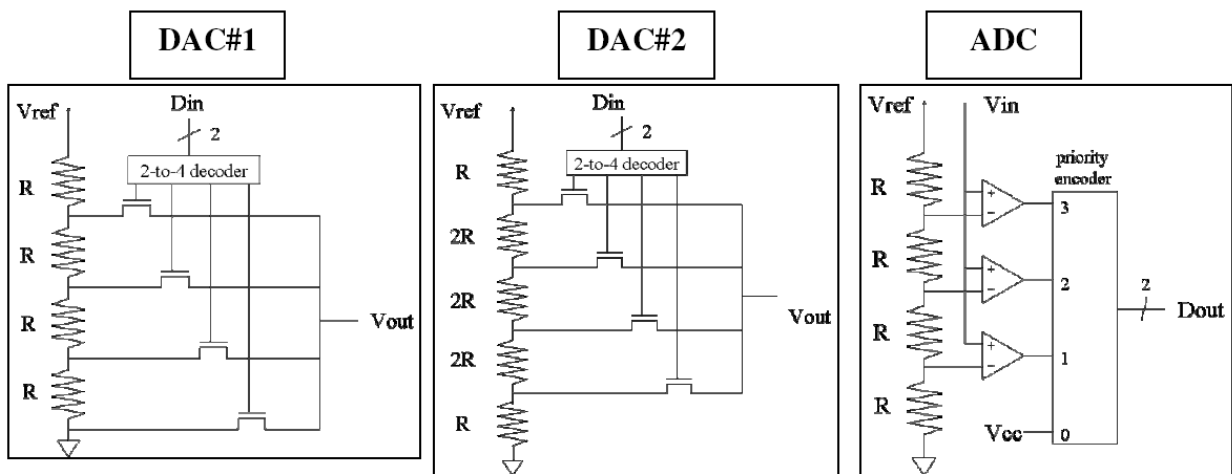 DAC#1
Vref
Din
2
2-to-4 decoder
R
R
R
R
Vout
DAC#2
Vref
Din
2
2-to-4 decoder
R
2R
2R
2R
R
Vout
ADC
Vref
Vin
priority
encoder
R
R
R
R
+
−
+
−
+
−
3
2
1
0
Vcc
2
Dout